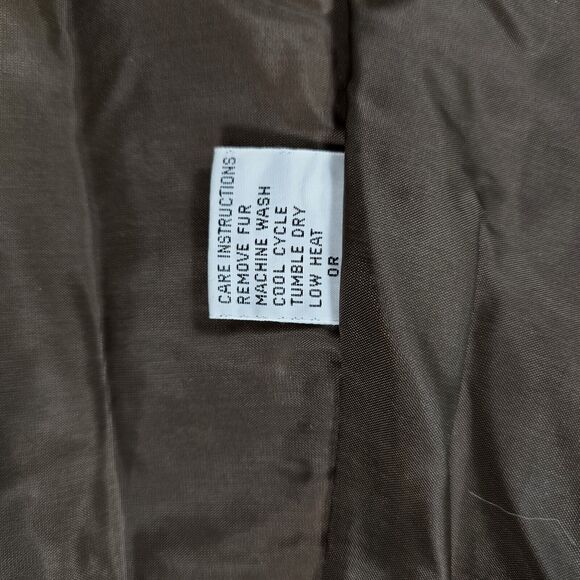 CARE INSTRUCTIONS
REMOVE FUR
MACHINE WASH
COOL CYCLE
TUMBLE DRY
LOW HEAT
OR